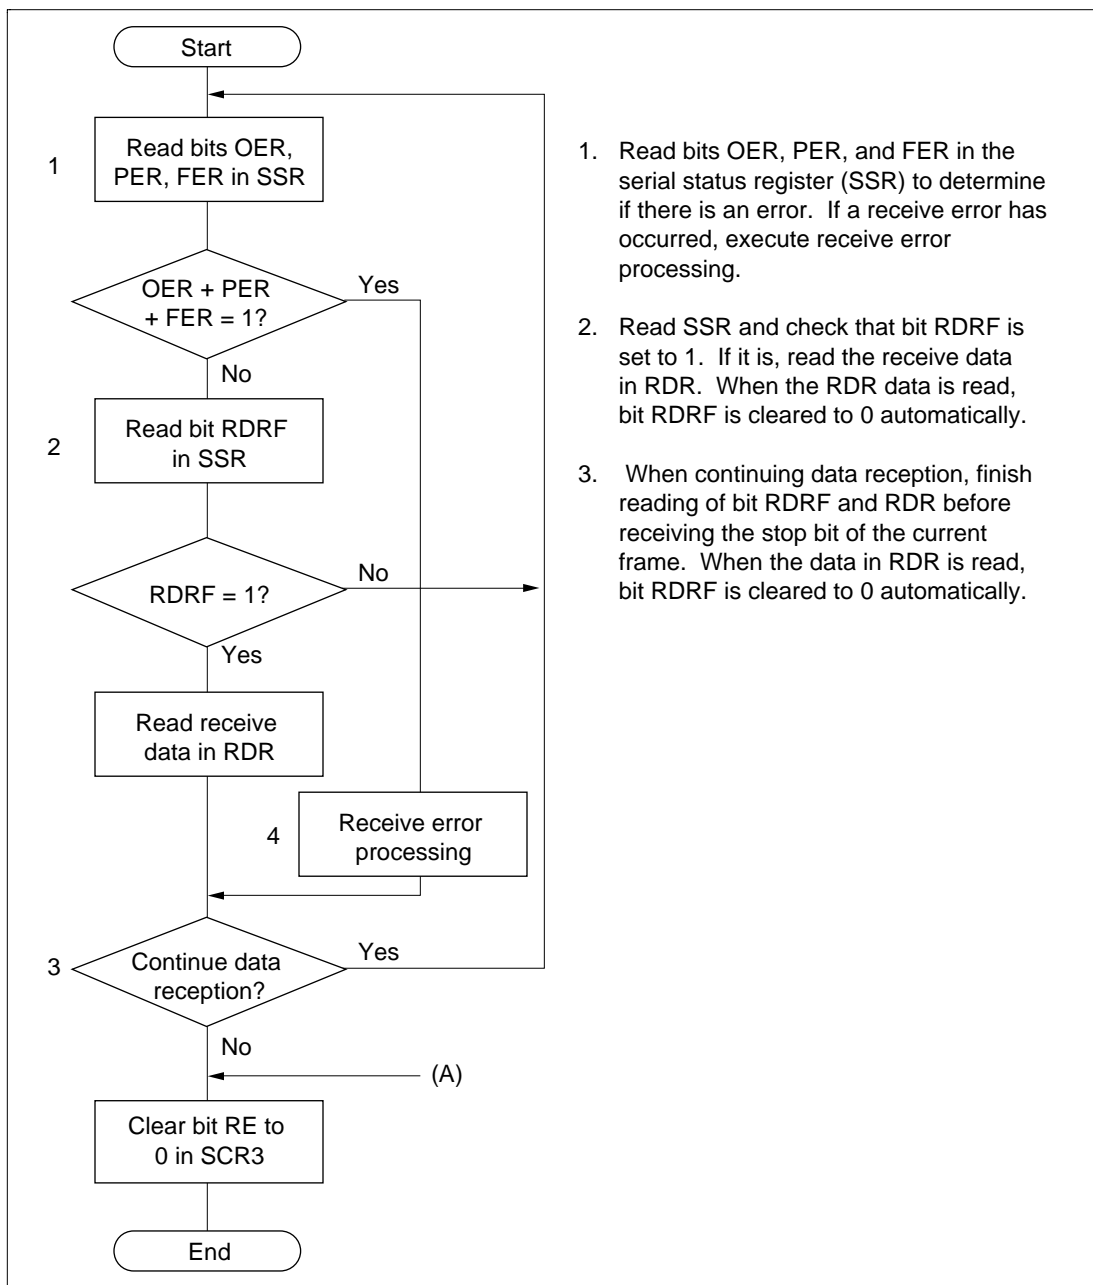 Start
1
Read bits OER,
PER, FER in SSR
OER + PER
+ FER = 1?
Yes
No
2
Read bit RDRF
in SSR
RDRF = 1?
No
Yes
Read receive
data in RDR
4
Receive error
processing
3
Continue data
reception?
Yes
No
(A)
Clear bit RE to
0 in SCR3
End
1. Read bits OER, PER, and FER in the
serial status register (SSR) to determine
if there is an error. If a receive error has
occurred, execute receive error
processing.
2. Read SSR and check that bit RDRF is
set to 1. If it is, read the receive data
in RDR. When the RDR data is read,
bit RDRF is cleared to 0 automatically.
3. When continuing data reception, finish
reading of bit RDRF and RDR before
receiving the stop bit of the current
frame. When the data in RDR is read,
bit RDRF is cleared to 0 automatically.